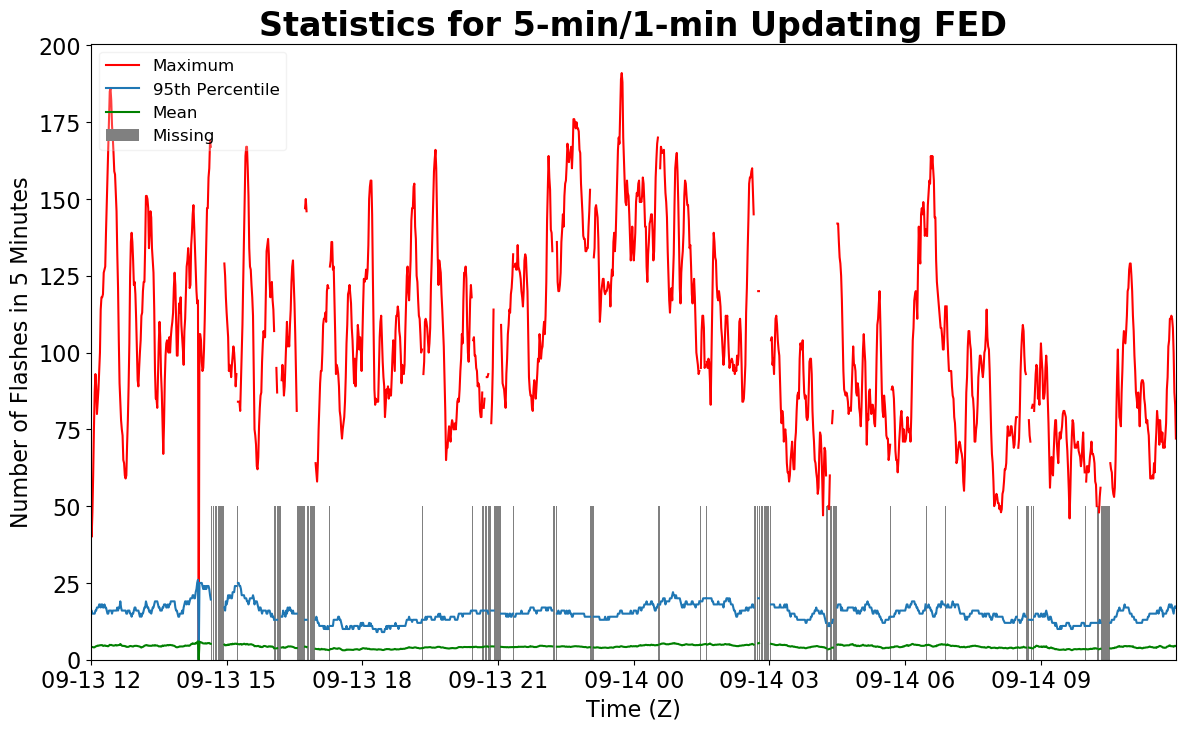 Statistics for 5-min/1-min Updating FED
Number of Flashes in 5 Minutes
200
175
150
125
100
75
50
25
0
Maximum
95th Percentile
Mean
Missing
09-13 12
09-13 15
09-13 18
09-13 21
09-14 00
09-14 03
09-14 06
09-14 09
Time (Z)